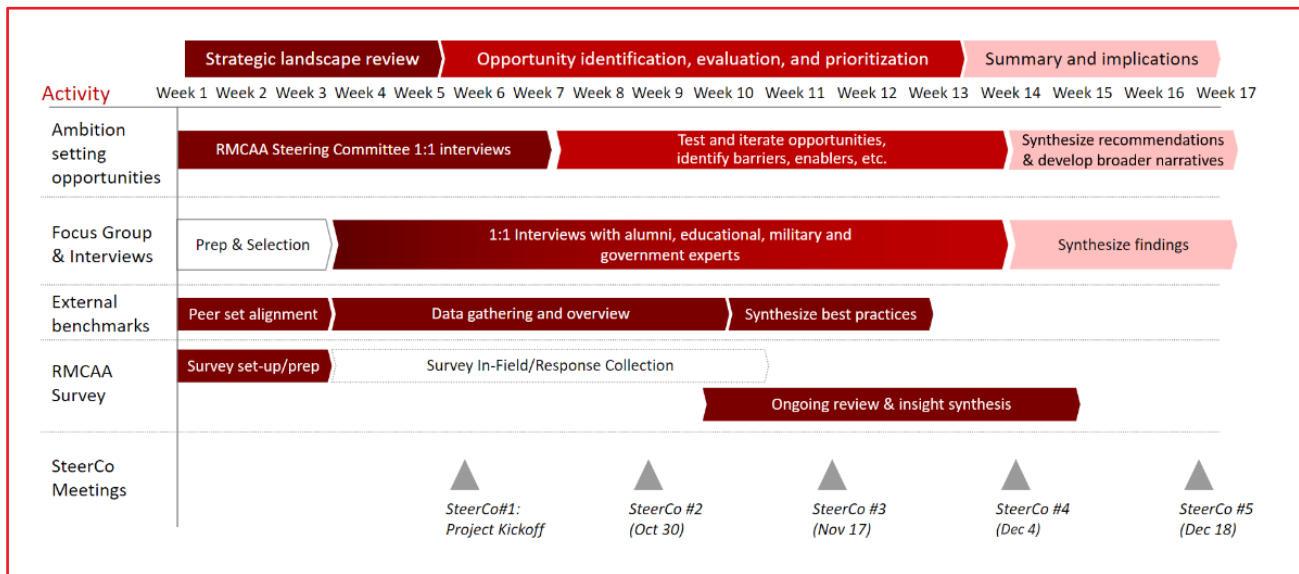 Strategic landscape review
Opportunity identification, evaluation, and prioritization
Summary and implications
Activity
Week 1 Week 2 Week 3 Week 4 Week 5 Week 6 Week 7 Week 8 Week 9 Week 10 Week 11 Week 12 Week 13 Week 14 Week 15 Week 16 Week 17
Ambition
setting
opportunities
RMCAA Steering Committee 1:1 interviews
Test and iterate opportunities,
identify barriers, enablers, etc.
Synthesize recommendations
& develop broader narratives
Focus Group
& Interviews
Prep & Selection
1:1 Interviews with alumni, educational, military and
government experts
Synthesize findings
External
benchmarks
Peer set alignment
Data gathering and overview
Synthesize best practices
RMCAA
Survey
Survey set-up/prep
Survey In-Field/Response Collection
Ongoing review & insight synthesis
SteerCo
Meetings
SteerCo#1:
Project Kickoff
SteerCo #2
(Oct 30)
SteerCo #3
(Nov 17)
SteerCo #4
(Dec 4)
SteerCo #5
(Dec 18)